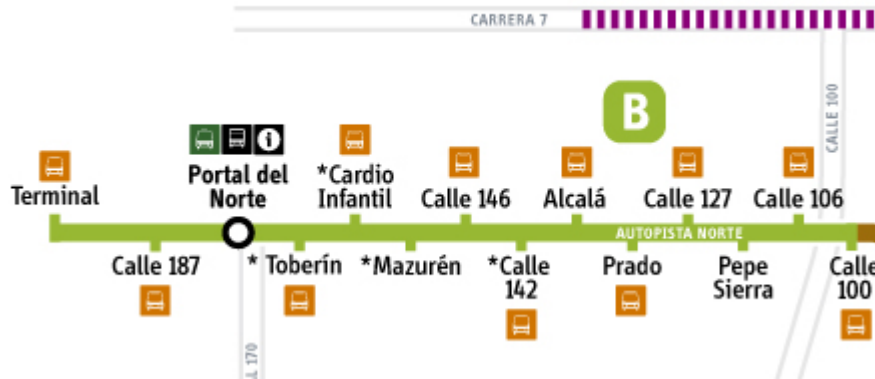 CARRERA 7
CALLE 100
B
Terminal
Portal del
Norte
*Cardio
Infantil
Calle 146
Alcalá
Calle 127
Calle 106
AUTOPISTA NORTE
Calle 187
* Toberín
*Mazurén
*Calle
142
Prado
Pepe
Sierra
Calle
100
170